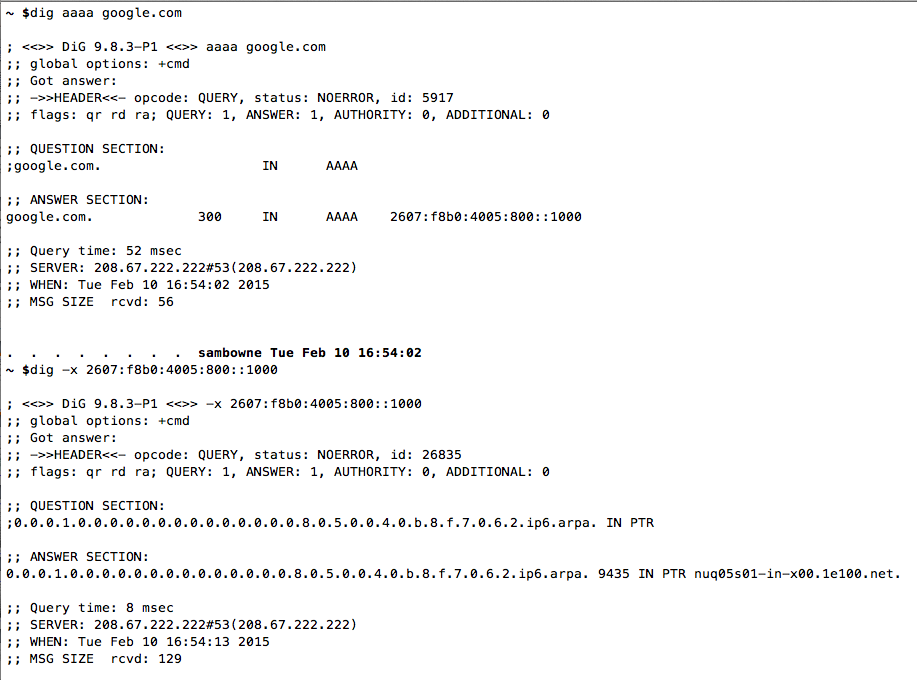 ~ $dig aaaa google.com
; <<>> DiG 9.8.3-P1 <<>> aaaa google.com
;; global options: +cmd
;; Got answer:
;; ->>HEADER<<- opcode: QUERY, status: NOERROR, id: 5917
;; flags: qr rd ra; QUERY: 1, ANSWER: 1, AUTHORITY: 0, ADDITIONAL: 0
;; QUESTION SECTION:
;google.com. IN AAAA
;; ANSWER SECTION:
google.com. 300 IN AAAA 2607:f8b0:4005:800::1000
;; Query time: 52 msec
;; SERVER: 208.67.222.222#53(208.67.222.222)
;; WHEN: Tue Feb 10 16:54:02 2015
;; MSG SIZE rcvd: 56
. . . . . . . . sambowne Tue Feb 10 16:54:02
~ $dig -x 2607:f8b0:4005:800::1000
; <<>> DiG 9.8.3-P1 <<>> -x 2607:f8b0:4005:800::1000
;; global options: +cmd
;; Got answer:
;; ->>HEADER<<- opcode: QUERY, status: NOERROR, id: 26835
;; flags: qr rd ra; QUERY: 1, ANSWER: 1, AUTHORITY: 0, ADDITIONAL: 0
;; QUESTION SECTION:
;0.0.0.1.0.0.0.0.0.0.0.0.0.0.0.0.0.0.8.0.5.0.0.4.0.b.8.f.7.0.6.2.ip6.arpa. IN PTR
;; ANSWER SECTION:
0.0.0.1.0.0.0.0.0.0.0.0.0.0.0.0.0.0.8.0.5.0.0.4.0.b.8.f.7.0.6.2.ip6.arpa. 9435 IN PTR nuq05s01-in-x00.1e100.net.
;; Query time: 8 msec
;; SERVER: 208.67.222.222#53(208.67.222.222)
;; WHEN: Tue Feb 10 16:54:13 2015
;; MSG SIZE rcvd: 129